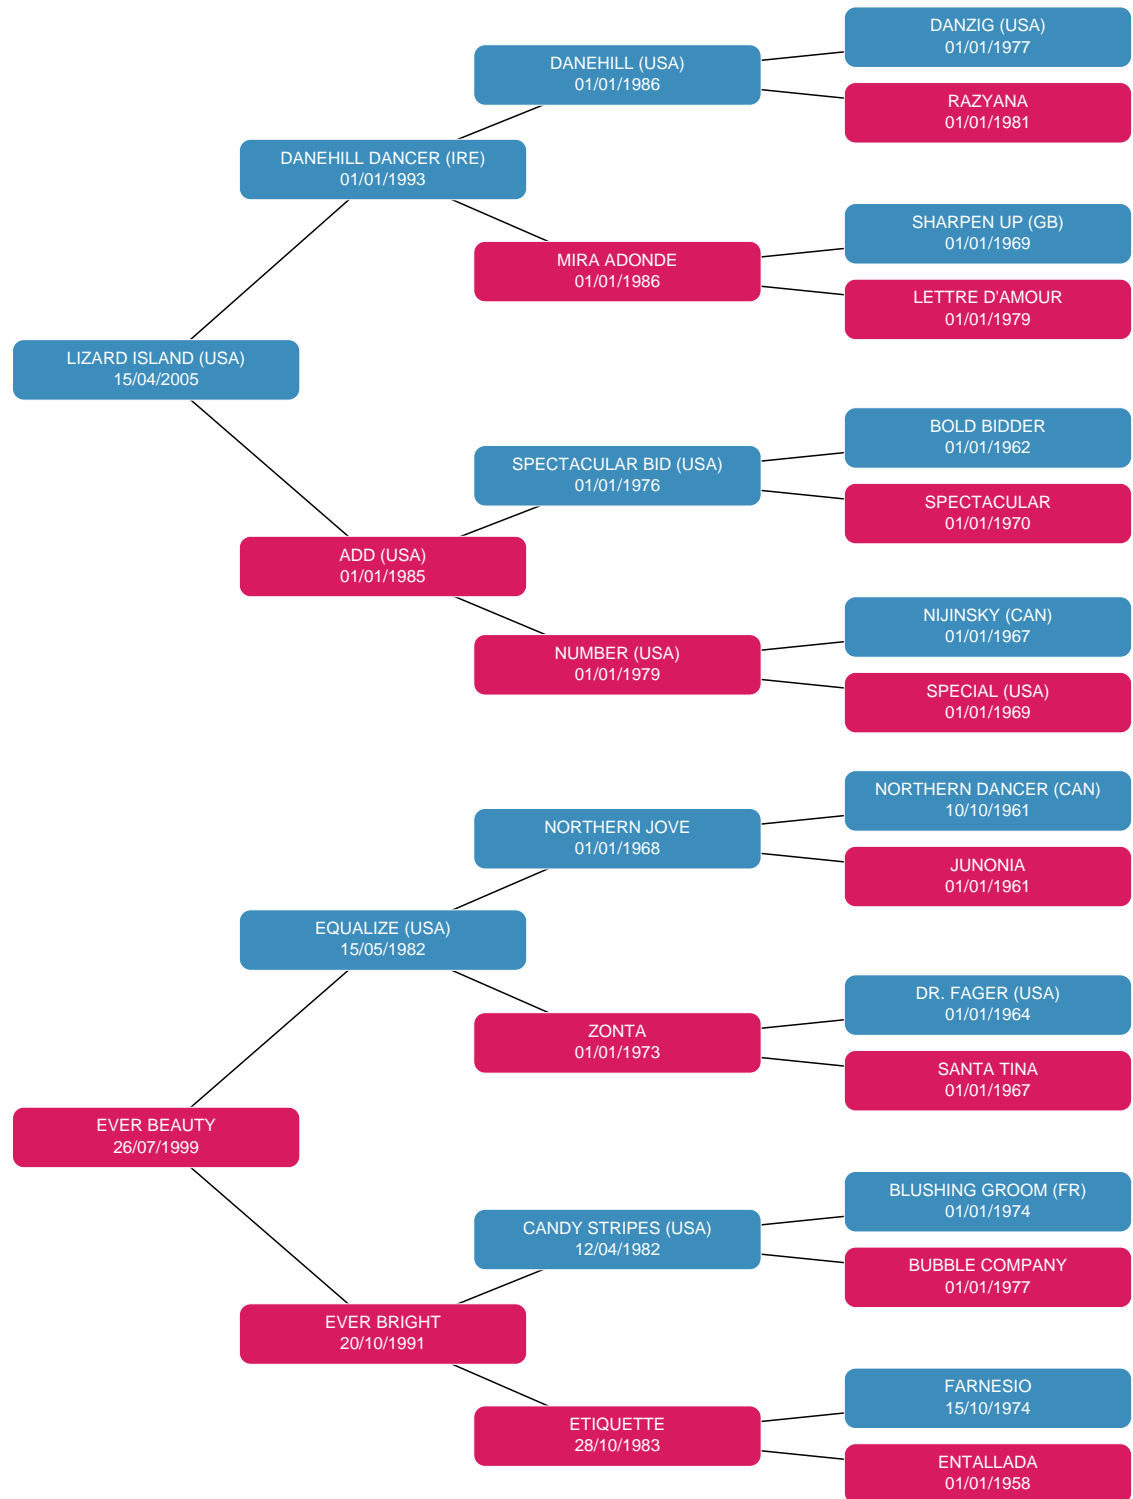 DANZIG (USA)
01/01/1977
DANEHILL (USA)
01/01/1986
RAZYANA
01/01/1981
DANEHILL DANCER (IRE)
01/01/1993
SHARPEN UP (GB)
01/01/1969
MIRA ADONDE
01/01/1986
LETTRE D'AMOUR
01/01/1979
LIZARD ISLAND (USA)
15/04/2005
BOLD BIDDER
01/01/1962
SPECTACULAR BID (USA)
01/01/1976
SPECTACULAR
01/01/1970
ADD (USA)
01/01/1985
NIJINSKY (CAN)
01/01/1967
NUMBER (USA)
01/01/1979
SPECIAL (USA)
01/01/1969
NORTHERN DANCER (CAN)
10/10/1961
NORTHERN JOVE
01/01/1968
JUNONIA
01/01/1961
EQUALIZE (USA)
15/05/1982
DR. FAGER (USA)
01/01/1964
ZONTA
01/01/1973
SANTA TINA
01/01/1967
EVER BEAUTY
26/07/1999
BLUSHING GROOM (FR)
01/01/1974
CANDY STRIPES (USA)
12/04/1982
BUBBLE COMPANY
01/01/1977
EVER BRIGHT
20/10/1991
FARNESIO
15/10/1974
ETIQUETTE
28/10/1983
ENTALLADA
01/01/1958